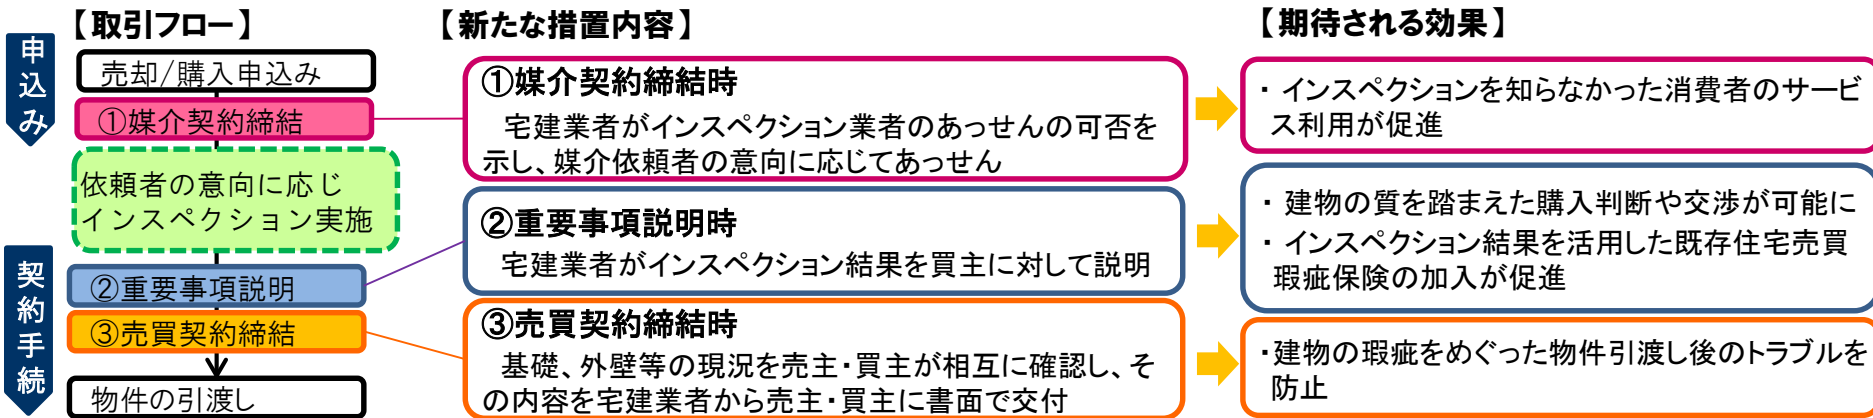 【取引フロー】
申込み
売却/購入申込み
①媒介契約締結
依頼者の意向に応じ
インスペクション実施
契約手続
②重要事項説明
③売買契約締結
物件の引渡し
【新たな措置内容】
①媒介契約締結時
宅建業者がインスペクション業者のあっせんの可否を
示し、媒介依頼者の意向に応じてあっせん
②重要事項説明時
宅建業者がインスペクション結果を買主に対して説明
③売買契約締結時
基礎、外壁等の現況を売主・買主が相互に確認し、そ
の内容を宅建業者から売主・買主に書面で交付
【期待される効果】
・インスペクションを知らなかった消費者のサービ
ス利用が促進
・建物の質を踏まえた購入判断や交渉が可能に
・インスペクション結果を活用した既存住宅売買
瑕疵保険の加入が促進
・建物の瑕疵をめぐった物件引渡し後のトラブルを
防止